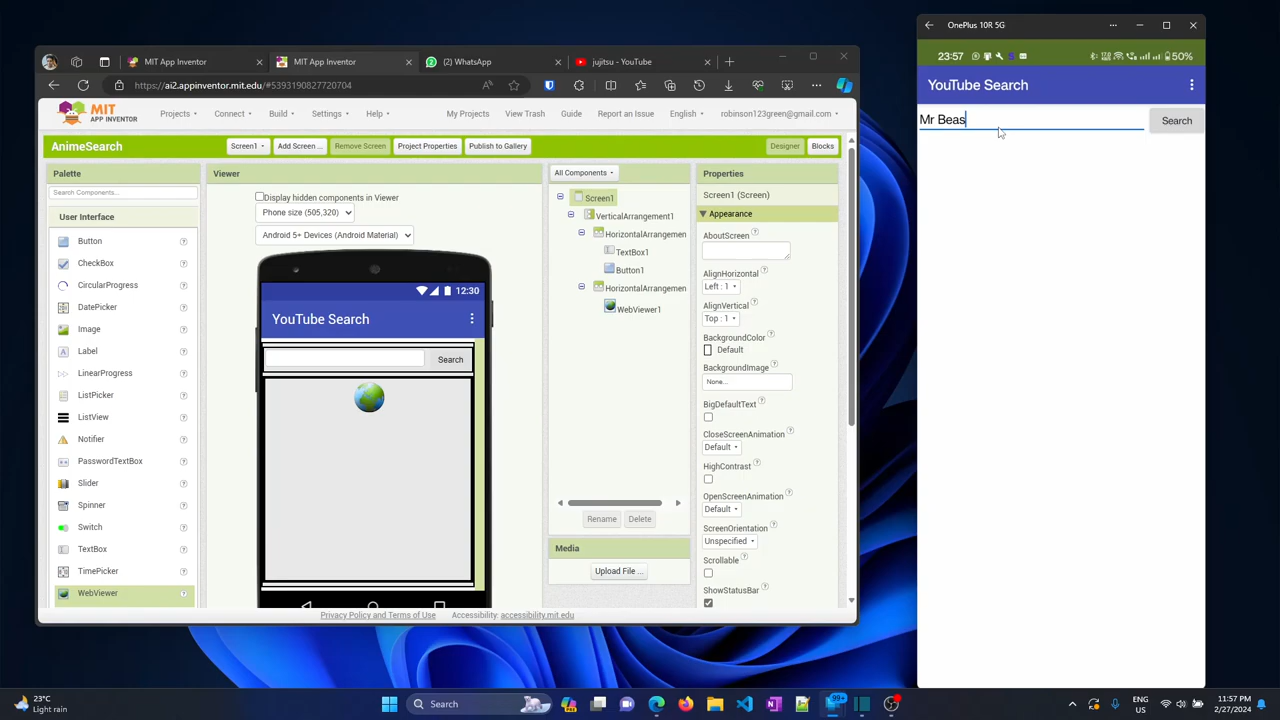 OnePlus 10R 5G
23:57
50%
YouTube Search
Mr Beas
Search
MIT App Inventor
MIT App Inventor
(2) WhatsApp
jujitsu - YouTube
https://ai2.appinventor.mit.edu/#5393190827720704
MIT
APP INVENTOR
Projects
Connect
Build
Settings
Help
My Projects
View Trash
Guide
Report an Issue
English
robinson123green@gmail.com
AnimeSearch
Screen1
Add Screen ...
Remove Screen
Project Properties
Publish to Gallery
Designer
Blocks
Palette
Search Components...
User Interface
Button
CheckBox
CircularProgress
DatePicker
Image
Label
LinearProgress
ListPicker
ListView
Notifier
PasswordTextBox
Slider
Spinner
Switch
TextBox
TimePicker
WebViewer
Viewer
Display hidden components in Viewer
Phone size (505,320)
Android 5+ Devices (Android Material)
12:30
YouTube Search
Search
All Components
Screen1
VerticalArrangement1
HorizontalArrangemen
TextBox1
Button1
HorizontalArrangemen
WebViewer1
Rename
Delete
Media
Upload File ...
Properties
Screen1 (Screen)
Appearance
AboutScreen
AlignHorizontal
Left : 1
AlignVertical
Top : 1
BackgroundColor
Default
BackgroundImage
None...
BigDefaultText
CloseScreenAnimation
Default
HighContrast
OpenScreenAnimation
Default
ScreenOrientation
Unspecified
Scrollable
ShowStatusBar
Privacy Policy and Terms of Use
Accessibility: accessibility.mit.edu
23°C
Light rain
Search
99+
ENG
US
11:57 PM
2/27/2024